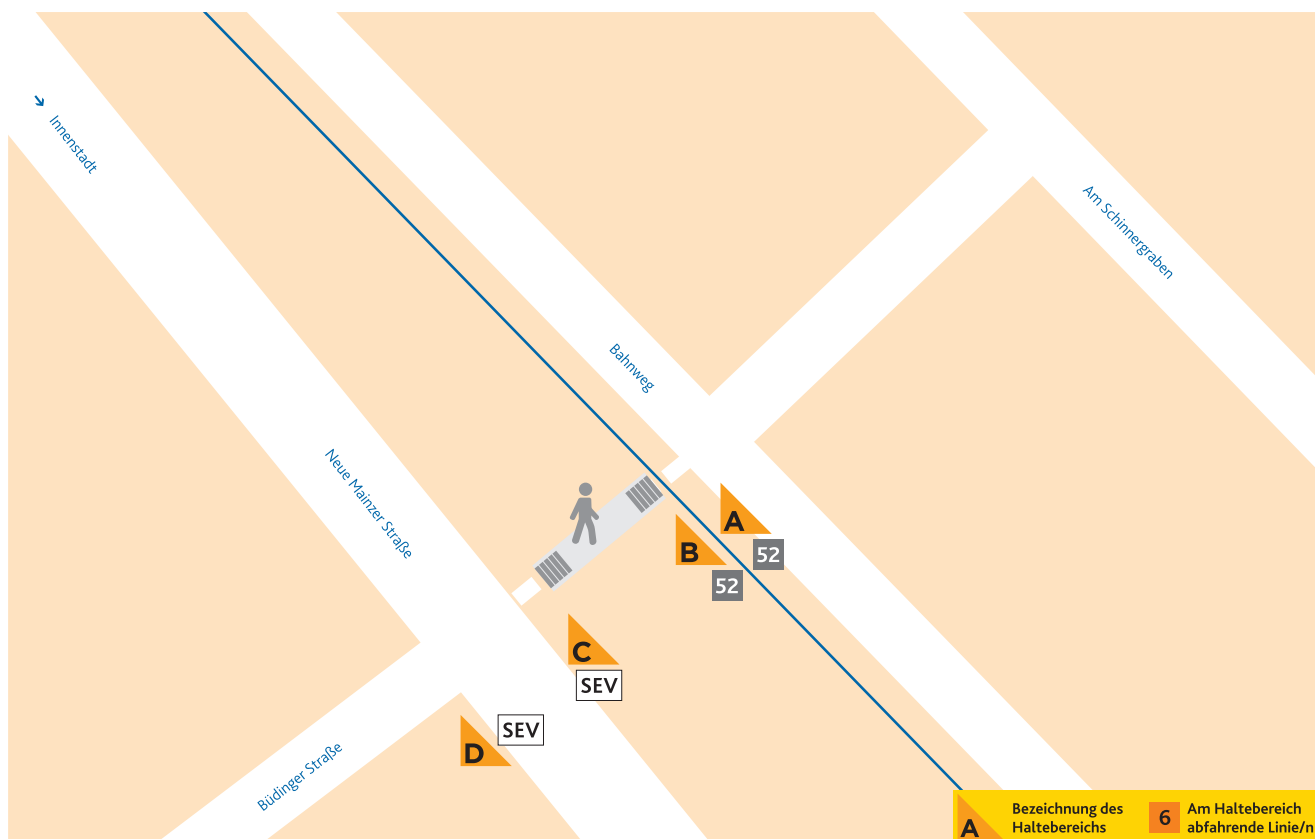 ↘ Innenstadt
Am Schinnergraben
Bahnweg
Neue Mainzer Straße
A
52
B
52
C
SEV
D
SEV
Büdinger Straße
A
Bezeichnung des
Haltebereichs
6
Am Haltebereich
abfahrende Linie/n